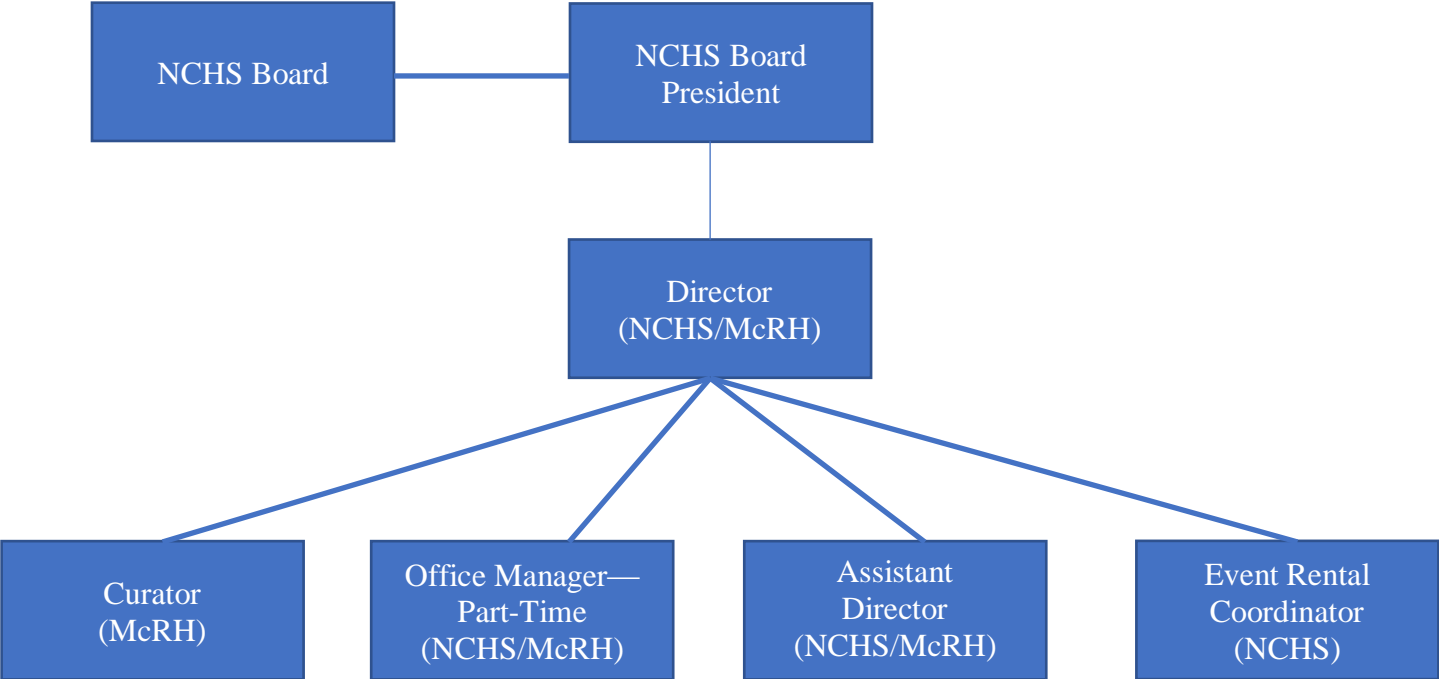 NCHS Board
NCHS Board
President
Director
(NCHS/McRH)
Curator
(McRH)
Office Manager—
Part-Time
(NCHS/McRH)
Assistant
Director
(NCHS/McRH)
Event Rental
Coordinator
(NCHS)